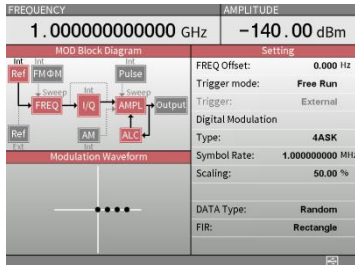 FREQUENCY AMPLITUDE
1.000000000000 GHz −140.00 dBm
MOD Block Diagram
Int Int Int
Ref FMΦM Pulse
Sweep Int Sweep
FREQ I/Q AMPL Output
Ref AM ALC
Ext Int
Modulation Waveform
Setting
FREQ Offset: 0.000 Hz
Trigger mode: Free Run
Trigger: External
Digital Modulation
Type: 4ASK
Symbol Rate: 1.000000000 MHz
Scaling: 50.00 %
DATA Type: Random
FIR: Rectangle